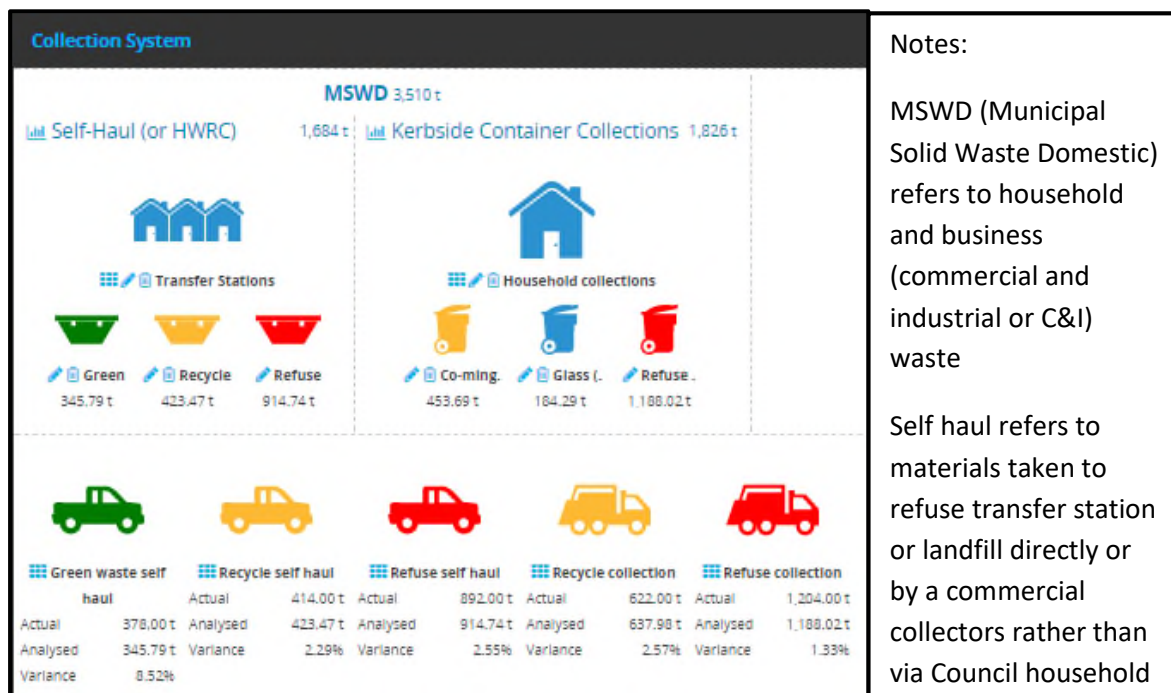 Collection System
MSWD 3,510 t
Self-Haul (or HWRC) 1,684 t
Kerbside Container Collections 1,826 t
Transfer Stations
Household collections
Green
Recycle
Refuse
345.79 t
423.47 t
914.74 t
Co-ming.
Glass (.
Refuse .
453.69 t
184.29 t
1,188.02 t
Green waste self
haul
Actual 378.00 t
Analysed 345.79 t
Variance 8.52%
Recycle self haul
Actual 414.00 t
Analysed 423.47 t
Variance 2.29%
Refuse self haul
Actual 892.00 t
Analysed 914.74 t
Variance 2.55%
Recycle collection
Actual 622.00 t
Analysed 637.98 t
Variance 2.57%
Refuse collection
Actual 1,204.00 t
Analysed 1,188.02 t
Variance 1.33%
Notes:
MSWD (Municipal
Solid Waste Domestic)
refers to household
and business
(commercial and
industrial or C&I)
waste
Self haul refers to
materials taken to
refuse transfer station
or landfill directly or
by a commercial
collectors rather than
via Council household